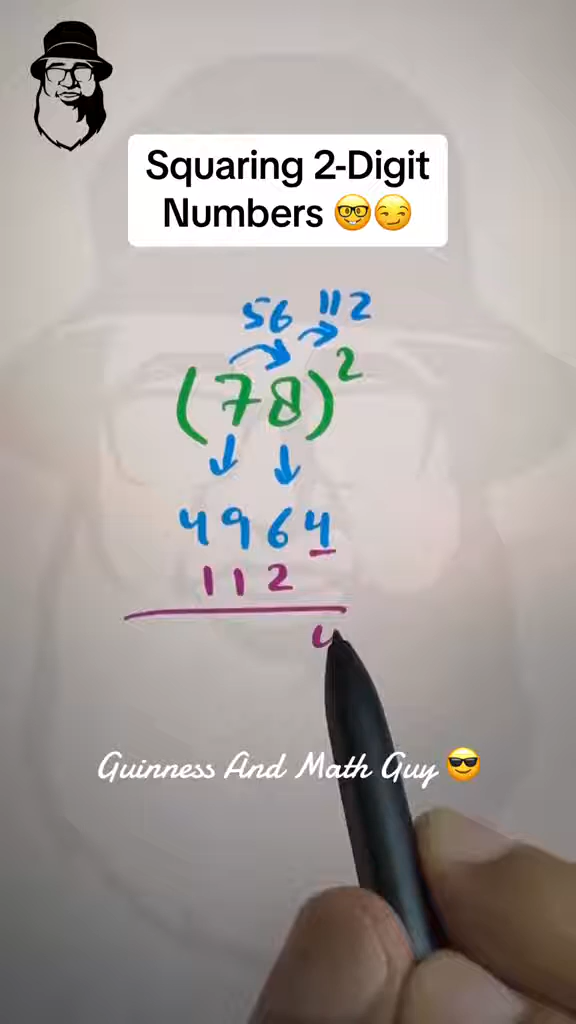 Squaring 2-Digit
Numbers 🤓😏
56 112
(78)²
4964
112
4
Guinness And Math Guy 😎